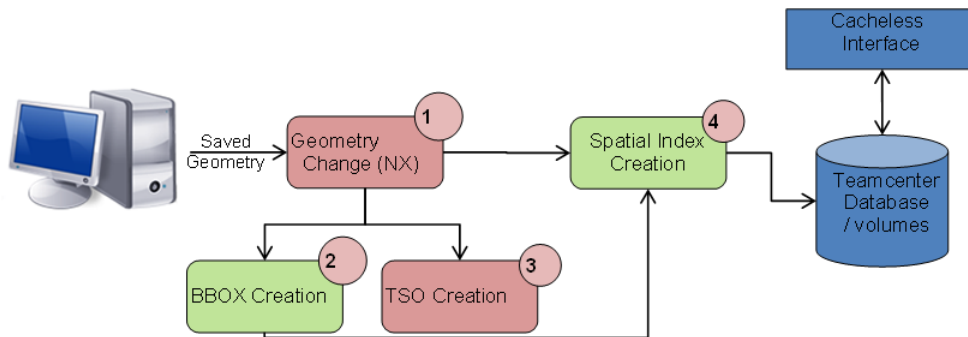 Cacheless
Interface
Saved
Geometry
1
Geometry
Change (NX)
4
Spatial Index
Creation
Teamcenter
Database
/ volumes
2
BBOX Creation
3
TSO Creation